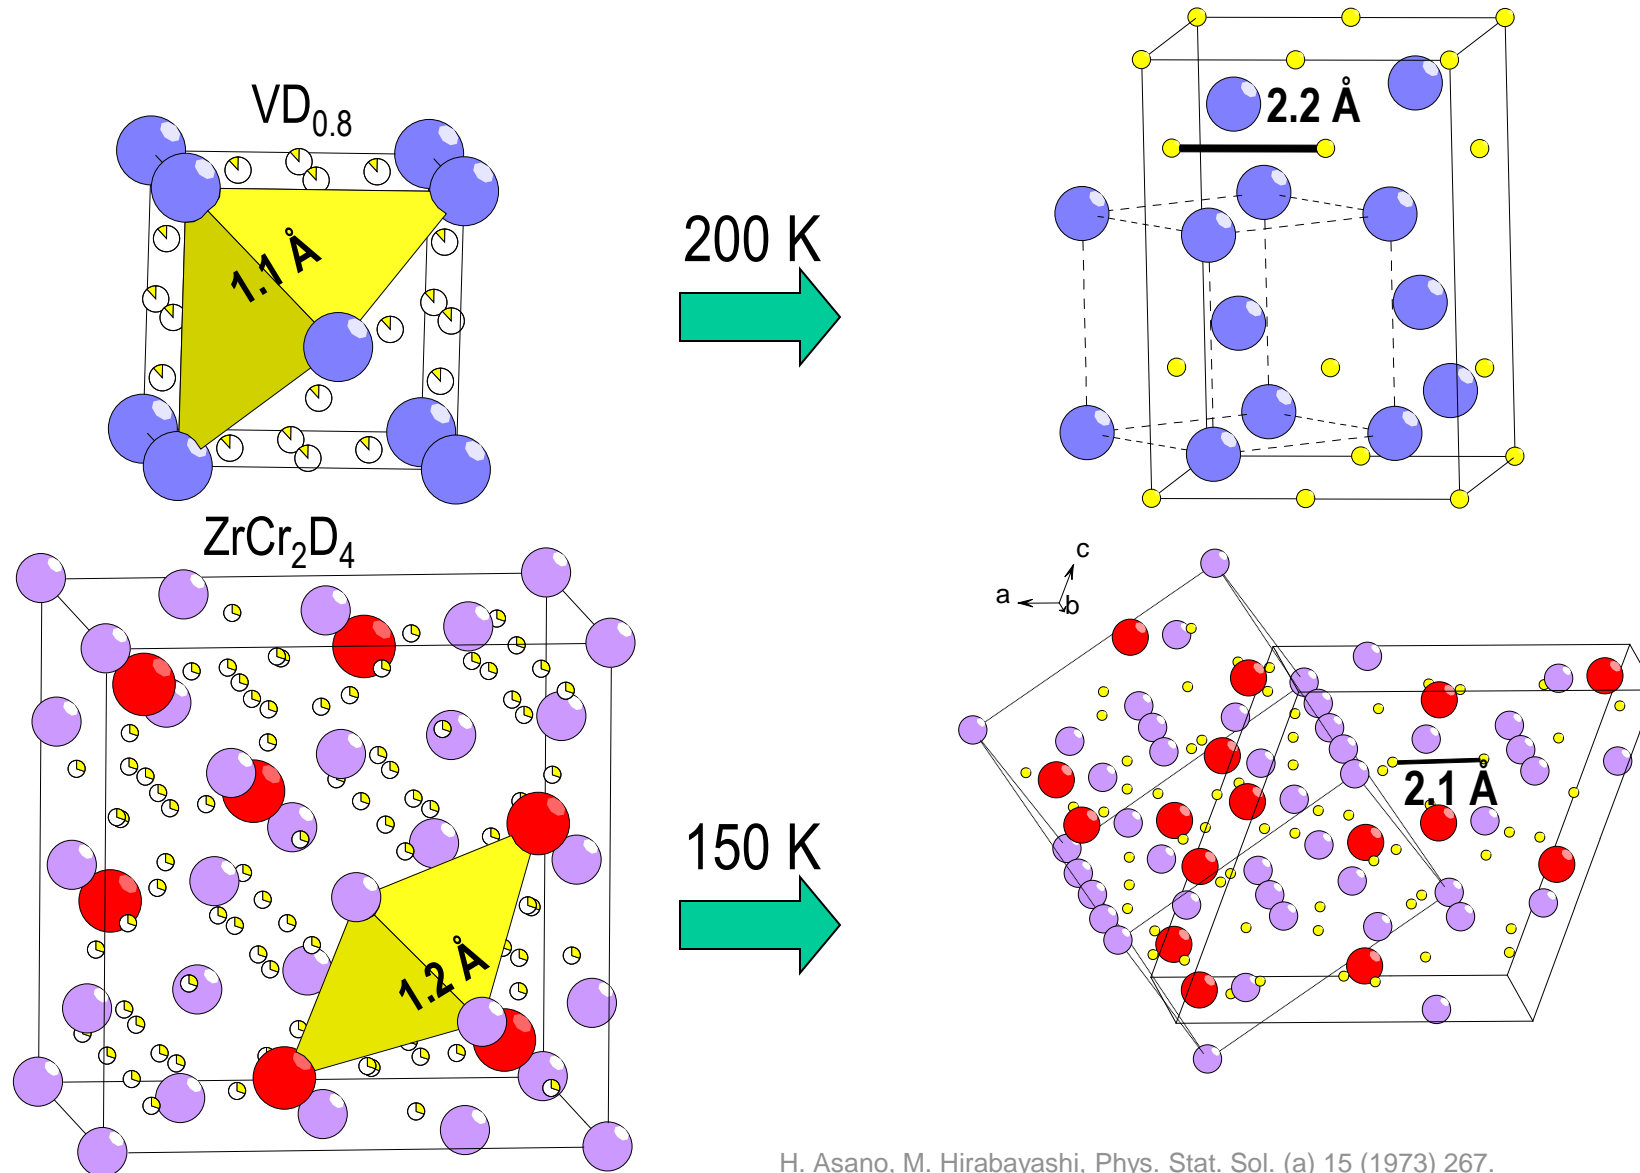 VD0.8
1.1 Å
200 K
2.2 Å
ZrCr2D4
1.2 Å
150 K
c
a
b
2.1 Å
H. Asano, M. Hirabayashi, Phys. Stat. Sol. (a) 15 (1973) 267.